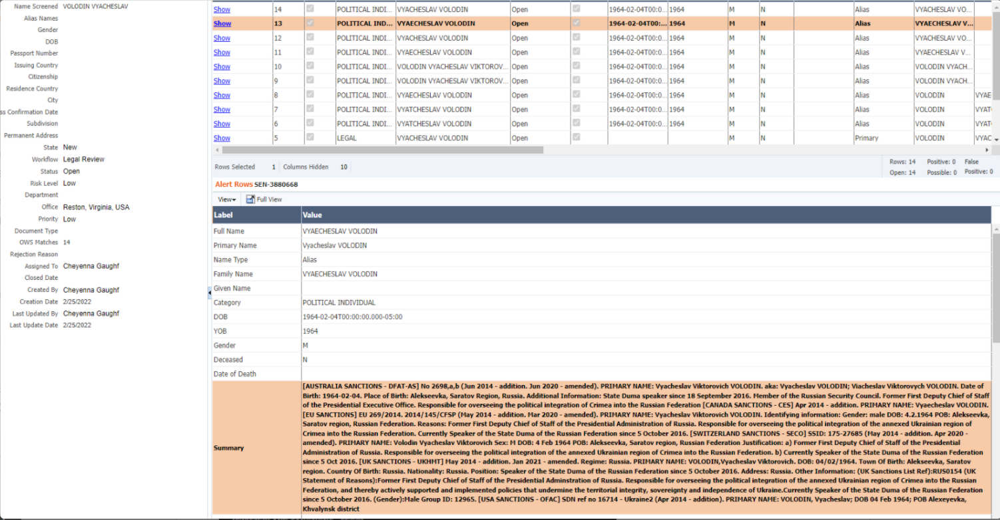 Name Screened VOLODIN VYACHESLAV
Alias Names
Gender
DOB
Passport Number
Issuing Country
Citizenship
Residence Country
City
ss Confirmation Date
Subdivision
Permanent Address
State New
Workflow Legal Review
Status Open
Risk Level Low
Department
Office Reston, Virginia, USA
Priority Low
Document Type
OWS Matches 14
Rejection Reason
Assigned To Cheyenna Gaughf
Closed Date
Created By Cheyenna Gaughf
Creation Date 2/25/2022
Last Updated By Cheyenna Gaughf
Last Update Date 2/25/2022
Show 14 POLITICAL INDI... VYACHESLAV VOLODIN Open 1964-02-04T00:0... 1964 M N Alias VYACHESLAV VO...
Show 13 POLITICAL IND... VYAECHESLAV VOLODIN Open 1964-02-04T00:... 1964 M N Alias VYAECHESLAV V...
Show 12 POLITICAL INDI... VYACHESLAV VOLODIN Open 1964-02-04T00:0... 1964 M N Alias VYACHESLAV VO...
Show 11 POLITICAL INDI... VYAECHESLAV VOLODIN Open 1964-02-04T00:0... 1964 M N Alias VYAECHESLAV V...
Show 10 POLITICAL INDI... VOLODIN VYACHESLAV VIKTOROV... Open 1964-02-04T00:0... 1964 M N Alias VOLODIN VYACH...
Show 9 POLITICAL INDI... VOLODIN VYACHESLAV VIKTOROV... Open 1964-02-04T00:0... 1964 M N Alias VOLODIN VYACH...
Show 8 POLITICAL INDI... VYAECHESLAV VOLODIN Open 1964-02-04T00:0... 1964 M N Alias VOLODIN VYAE
Show 7 POLITICAL INDI... VYATCHESLAV VOLODIN Open 1964-02-04T00:0... 1964 M N Alias VOLODIN VYAT
Show 6 POLITICAL INDI... VYATCHESLAV VOLODIN Open 1964-02-04T00:0... 1964 M N Alias VOLODIN VYAT
Show 5 LEGAL VYACHESLAV VOLODIN Open M N Primary VOLODIN VYAC
Rows Selected 1 Columns Hidden 10
Rows: 14 Positive: 0 False
Open: 14 Possible: 0 Positive: 0
Alert Rows SEN-3880668
View Full View
Label Value
Full Name VYAECHESLAV VOLODIN
Primary Name Vyacheslav VOLODIN
Name Type Alias
Family Name VYAECHESLAV VOLODIN
Given Name
Category POLITICAL INDIVIDUAL
DOB 1964-02-04T00:00:00.000-05:00
YOB 1964
Gender M
Deceased N
Date of Death
Summary
[AUSTRALIA SANCTIONS - DFAT-AS] No 2698,a,b (Jun 2014 - addition. Jun 2020 - amended). PRIMARY NAME: Vyacheslav Viktorovich VOLODIN. aka: Vyacheslav VOLODIN; Viacheslav Viktorovych VOLODIN. Date of
Birth: 1964-02-04. Place of Birth: Alekseevka, Saratov Region, Russia. Additional Information: State Duma speaker since 18 September 2016. Member of the Russian Security Council. Former First Deputy Chief of Staff
of the Presidential Executive Office. Responsible for overseeing the political integration of Crimea into the Russian Federation [CANADA SANCTIONS - CES] Apr 2014 - addition. PRIMARY NAME: Vyaecheslav VOLODIN.
[EU SANCTIONS] EU 269/2014. 2014/145/CFSP (May 2014 - addition. Mar 2020 - amended). PRIMARY NAME: Vyacheslav Viktorovich VOLODIN. Identifying information: Gender: male DOB: 4.2.1964 POB: Alekseevka,
Saratov region, Russian Federation. Reasons: Former First Deputy Chief of Staff of the Presidential Administration of Russia. Responsible for overseeing the political integration of the annexed Ukrainian region of
Crimea into the Russian Federation. Currently Speaker of the State Duma of the Russian Federation since 5 October 2016. [SWITZERLAND SANCTIONS - SECO] SSID: 175-27685 (May 2014 - addition. Apr 2020 -
amended). PRIMARY NAME: Volodin Vyacheslav Viktorovich Sex: M DOB: 4 Feb 1964 POB: Alekseevka, Saratov region, Russian Federation Justification: a) Former First Deputy Chief of Staff of the Presidential
Administration of Russia. Responsible for overseeing the political integration of the annexed Ukrainian region of Crimea into the Russian Federation. b) Currently Speaker of the State Duma of the Russian Federation
since 5 Oct 2016. [UK SANCTIONS - UKHMT] May 2014 - addition. Jan 2021 - amended. Regime: Russia. PRIMARY NAME: VOLODIN,Vyacheslav Viktorovich. DOB: 04/02/1964. Town Of Birth: Alekseevka, Saratov
region. Country Of Birth: Russia. Nationality: Russia. Position: Speaker of the State Duma of the Russian Federation since 5 October 2016. Address: Russia. Other Information: (UK Sanctions List Ref):RUS0154 (UK
Statement of Reasons):Former First Deputy Chief of Staff of the Presidential Adminstration of Russia. Responsible for overseeing the political integration of the annexed Ukrainian region of Crimea into the Russian
Federation, and thereby actively supported and implemented policies that undermine the territorial integrity, sovereignty and independence of Ukraine.Currently Speaker of the State Duma of the Russian Federation
since 5 October 2016. (Gender):Male Group ID: 12965. [USA SANCTIONS - OFAC] SDN ref no 16714 - Ukraine2 (Apr 2014 - addition). PRIMARY NAME: VOLODIN, Vyacheslav; DOB 04 Feb 1964; POB Alexeyevka,
Khvalynsk district